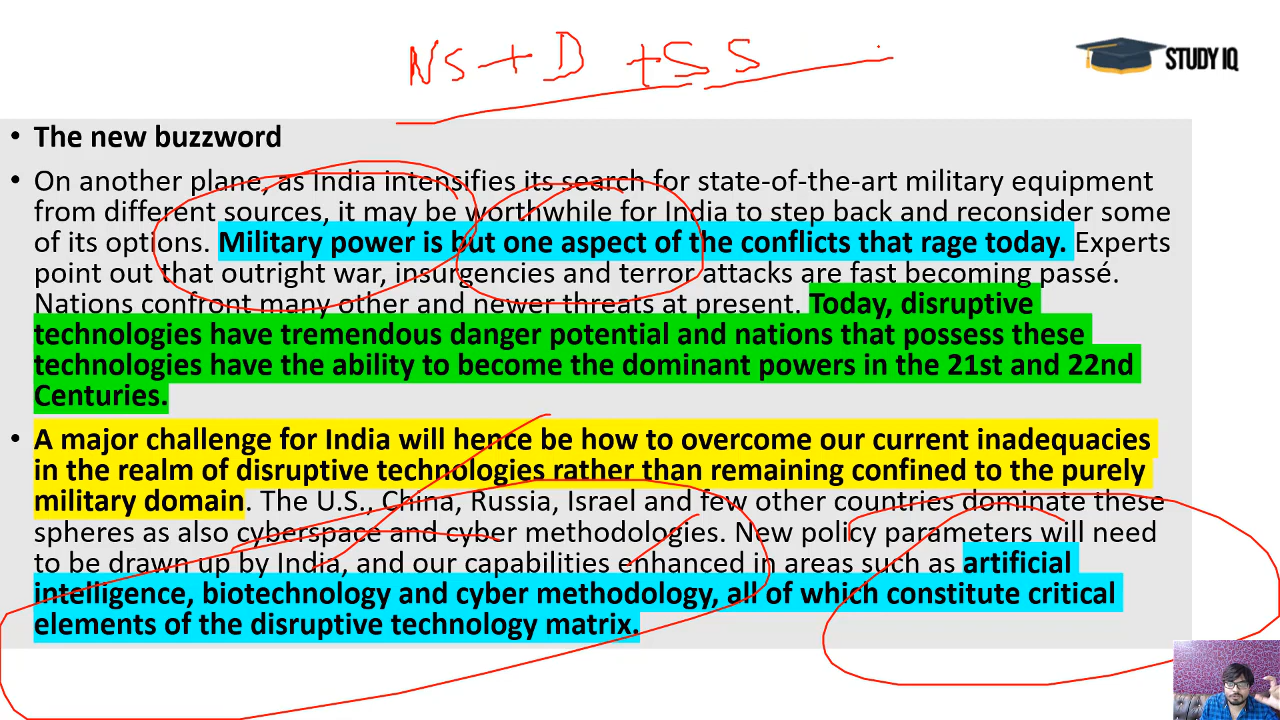 NS + D + S S
STUDY IQ
• The new buzzword
• On another plane, as India intensifies its search for state-of-the-art military equipment
from different sources, it may be worthwhile for India to step back and reconsider some
of its options. Military power is but one aspect of the conflicts that rage today. Experts
point out that outright war, insurgencies and terror attacks are fast becoming passé.
Nations confront many other and newer threats at present. Today, disruptive
technologies have tremendous danger potential and nations that possess these
technologies have the ability to become the dominant powers in the 21st and 22nd
Centuries.
• A major challenge for India will hence be how to overcome our current inadequacies
in the realm of disruptive technologies rather than remaining confined to the purely
military domain. The U.S., China, Russia, Israel and few other countries dominate these
spheres as also cyberspace and cyber methodologies. New policy parameters will need
to be drawn up by India, and our capabilities enhanced in areas such as artificial
intelligence, biotechnology and cyber methodology, all of which constitute critical
elements of the disruptive technology matrix.